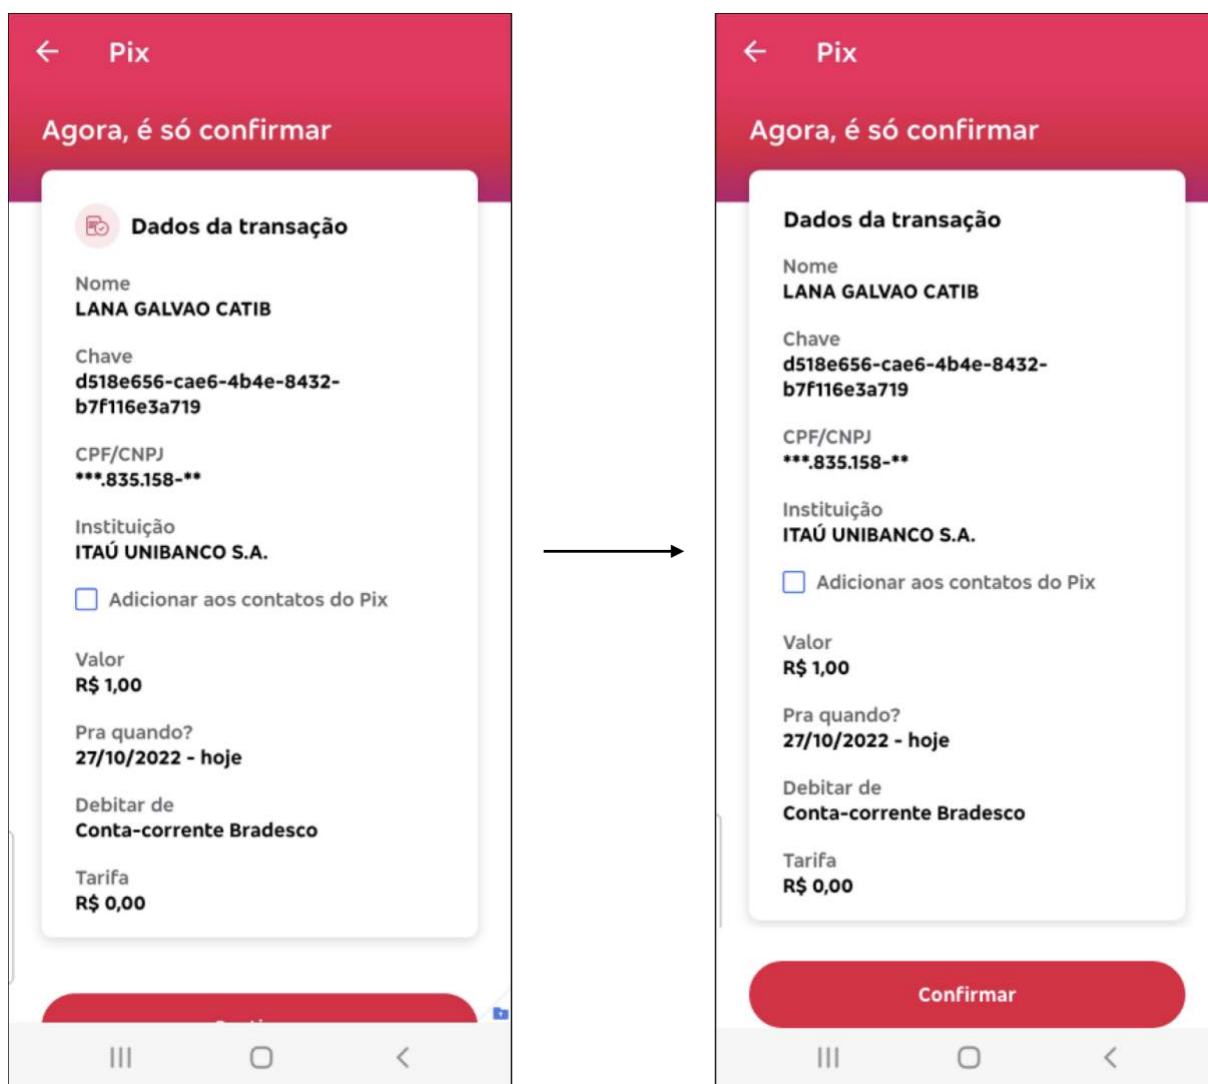 Pix
Agora, é só confirmar
Dados da transação
Nome
LANA GALVAO CATIB
Chave
d518e656-cae6-4b4e-8432-
b7f116e3a719
CPF/CNPJ
***.835.158-**
Instituição
ITAÚ UNIBANCO S.A.
Adicionar aos contatos do Pix
Valor
R$ 1,00
Pra quando?
27/10/2022 - hoje
Debitar de
Conta-corrente Bradesco
Tarifa
R$ 0,00
Pix
Agora, é só confirmar
Dados da transação
Nome
LANA GALVAO CATIB
Chave
d518e656-cae6-4b4e-8432-
b7f116e3a719
CPF/CNPJ
***.835.158-**
Instituição
ITAÚ UNIBANCO S.A.
Adicionar aos contatos do Pix
Valor
R$ 1,00
Pra quando?
27/10/2022 - hoje
Debitar de
Conta-corrente Bradesco
Tarifa
R$ 0,00
Confirmar